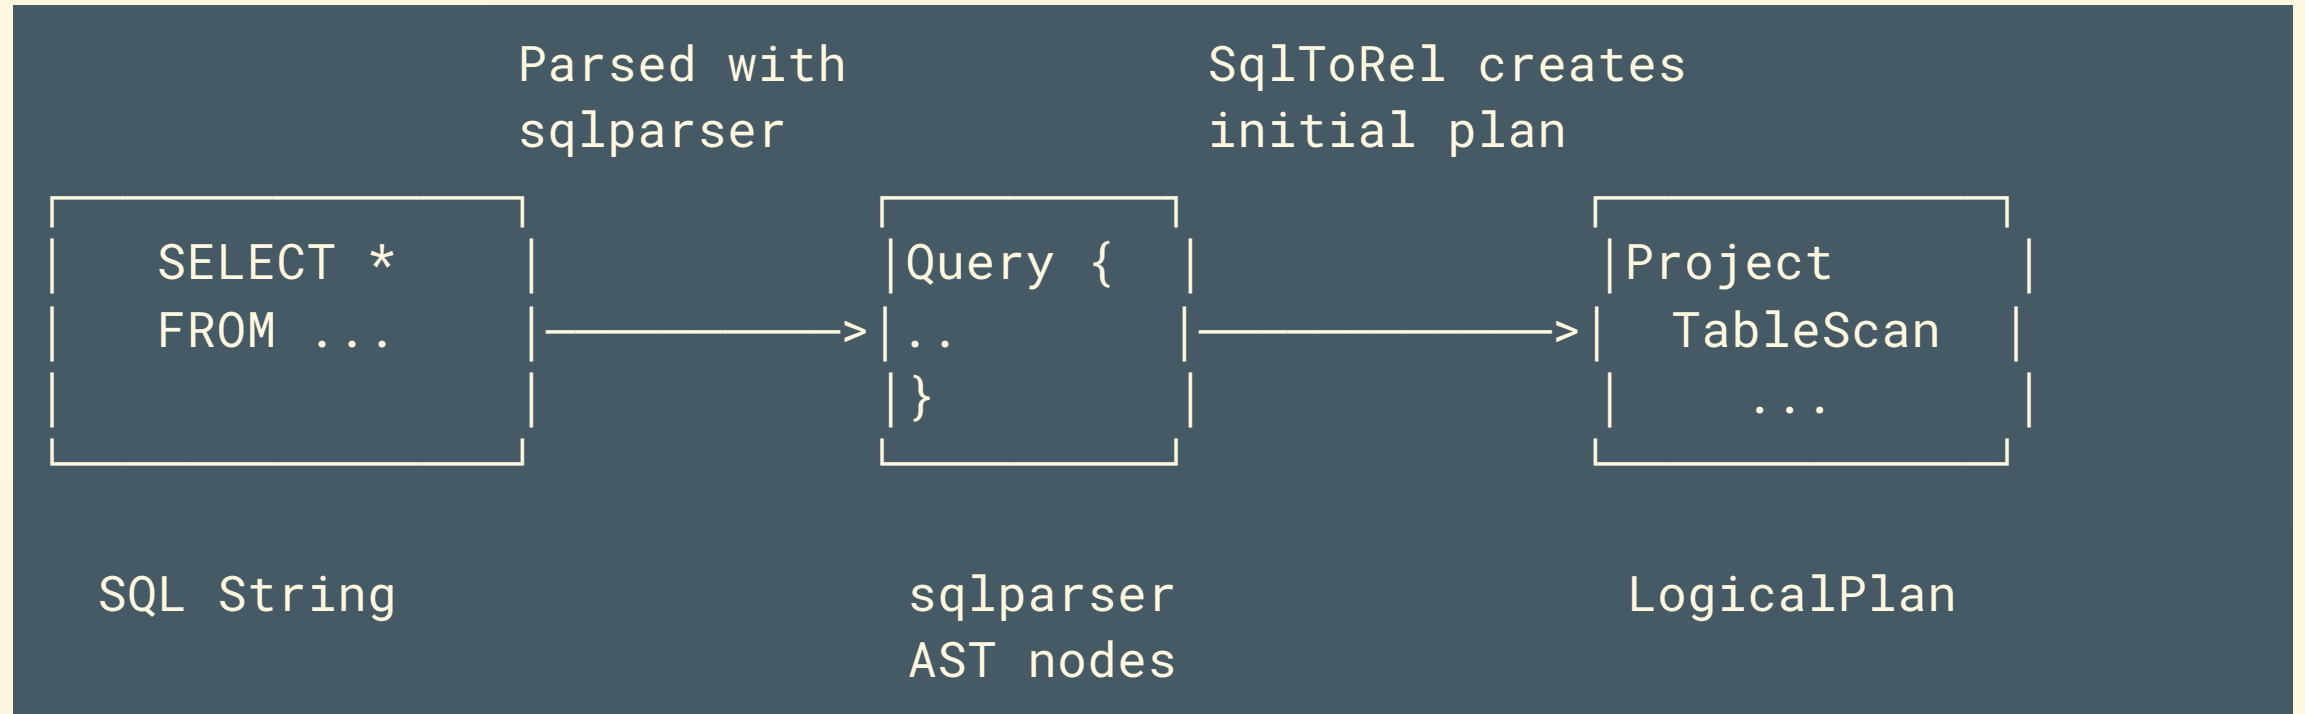 Parsed with
sqlparser
SqlToRel creates
initial plan
SELECT *
FROM ...
Query {
..
}
Project
TableScan
...
SQL String
sqlparser
AST nodes
LogicalPlan